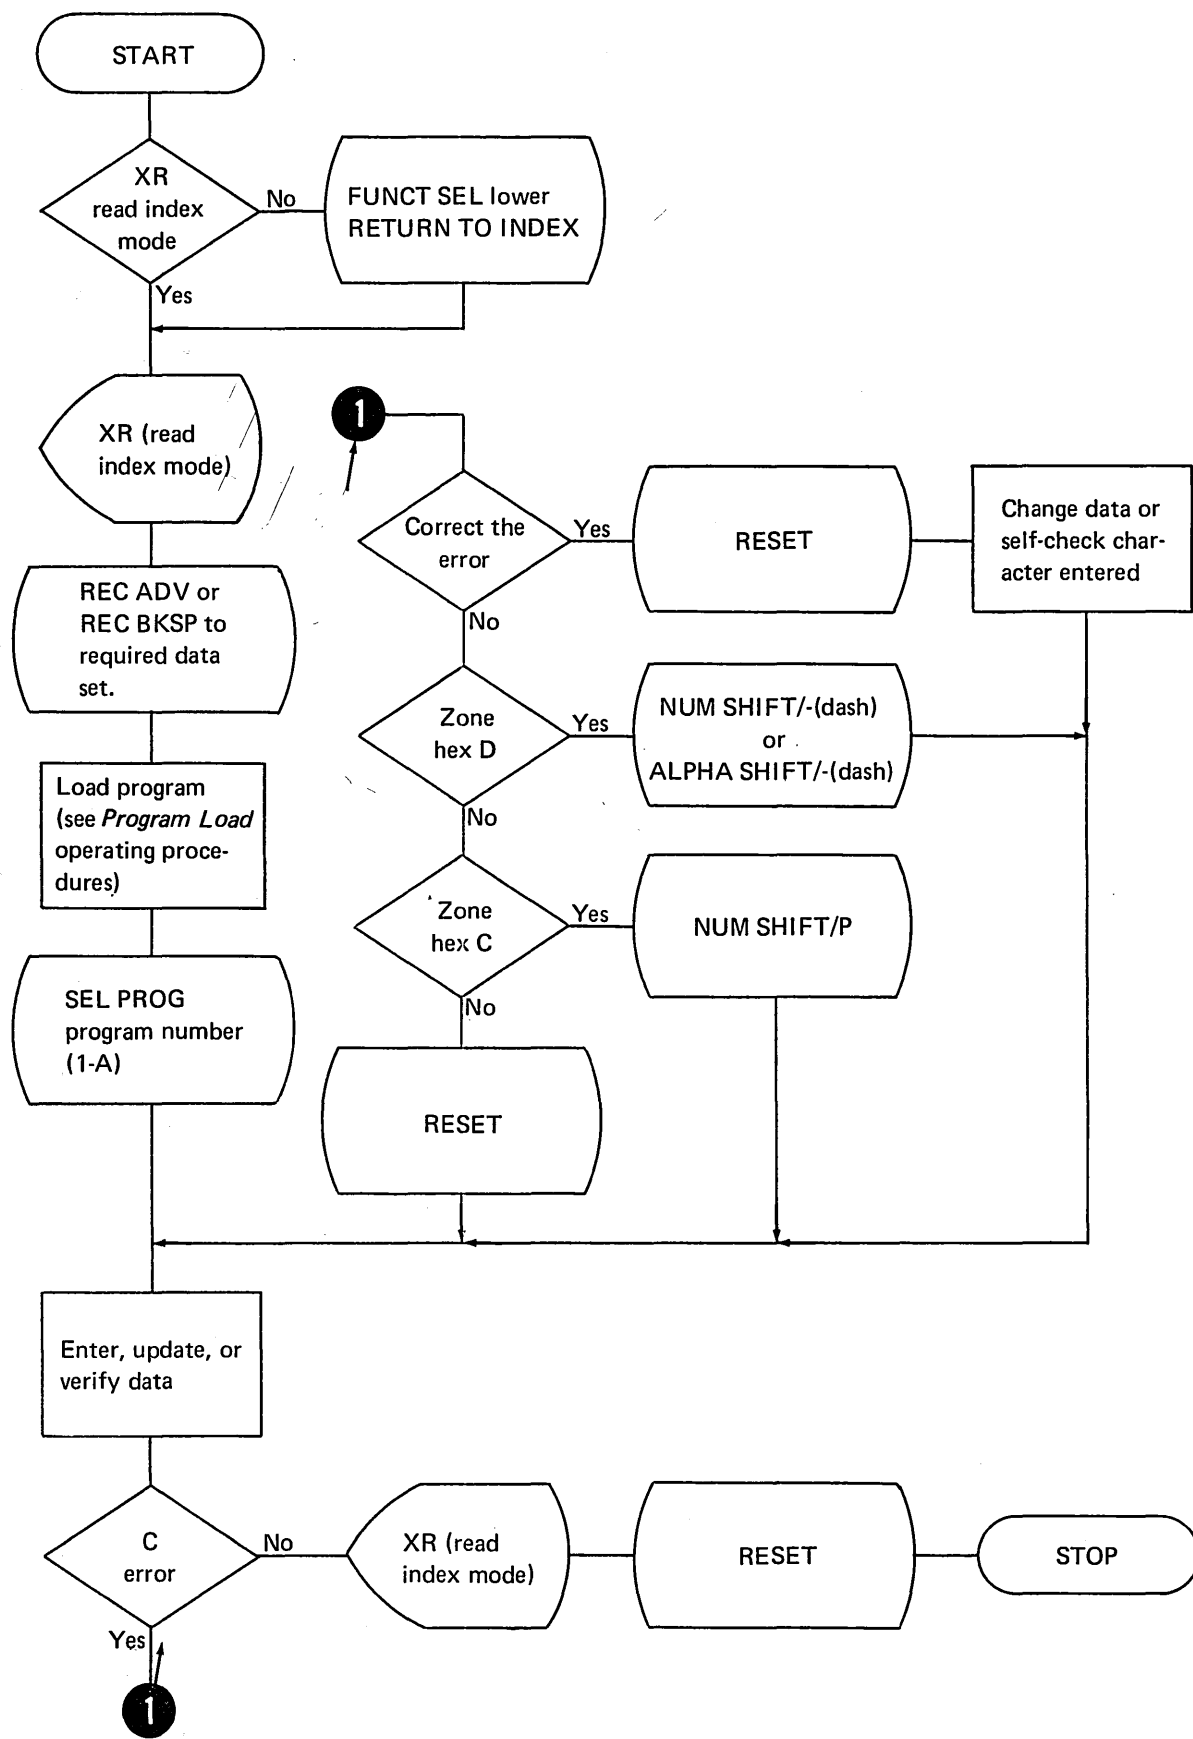 START
XR
read index
mode
No
FUNCT SEL lower
RETURN TO INDEX
Yes
XR (read
index mode)
REC ADV or
REC BKSP to
required data
set.
Load program
(see Program Load
operating proce-
dures)
SEL PROG
program number
(1-A)
1
Correct the
error
Yes
RESET
Change data or
self-check char-
acter entered
No
Zone
hex D
Yes
NUM SHIFT/-(dash)
or
ALPHA SHIFT/-(dash)
No
Zone
hex C
Yes
NUM SHIFT/P
No
RESET
Enter, update, or
verify data
C
error
No
XR (read
index mode)
RESET
STOP
Yes
1